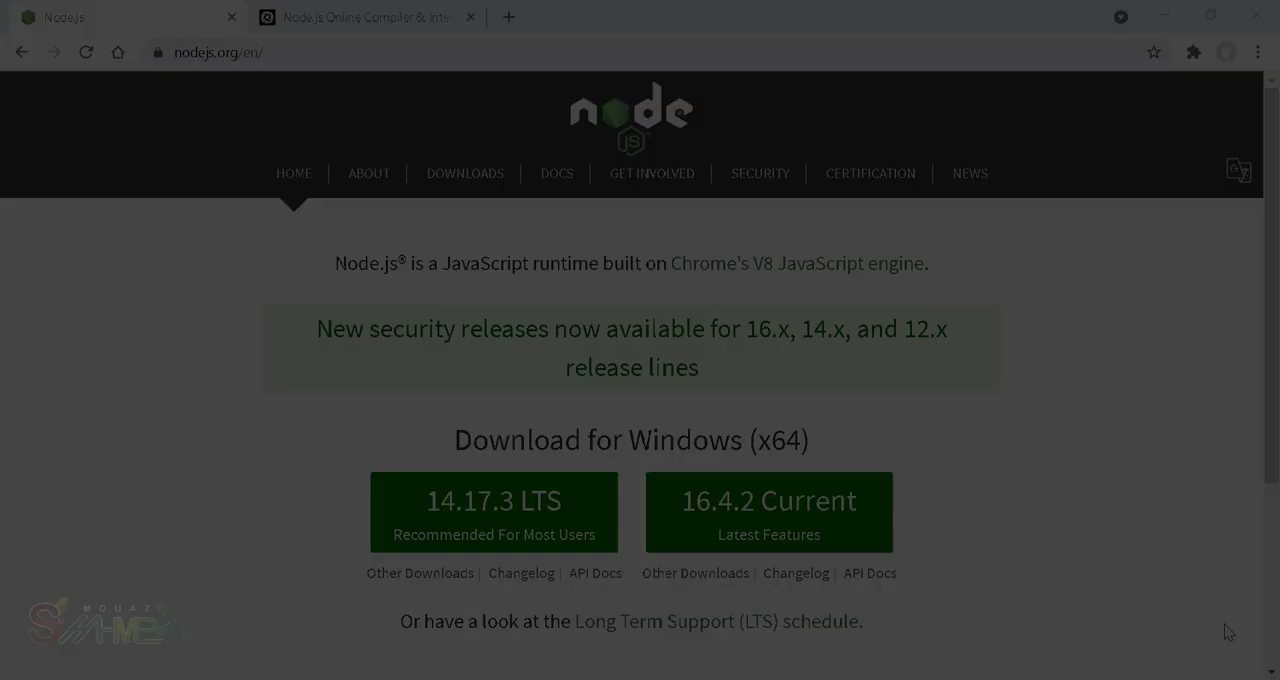 Node.js
Node.js Online Compiler & Inte
nodejs.org/en/
node
JS
HOME
ABOUT
DOWNLOADS
DOCS
GET INVOLVED
SECURITY
CERTIFICATION
NEWS
Node.js® is a JavaScript runtime built on Chrome's V8 JavaScript engine.
New security releases now available for 16.x, 14.x, and 12.x
release lines
Download for Windows (x64)
14.17.3 LTS
Recommended For Most Users
16.4.2 Current
Latest Features
Other Downloads | Changelog | API Docs
Other Downloads | Changelog | API Docs
Or have a look at the Long Term Support (LTS) schedule.